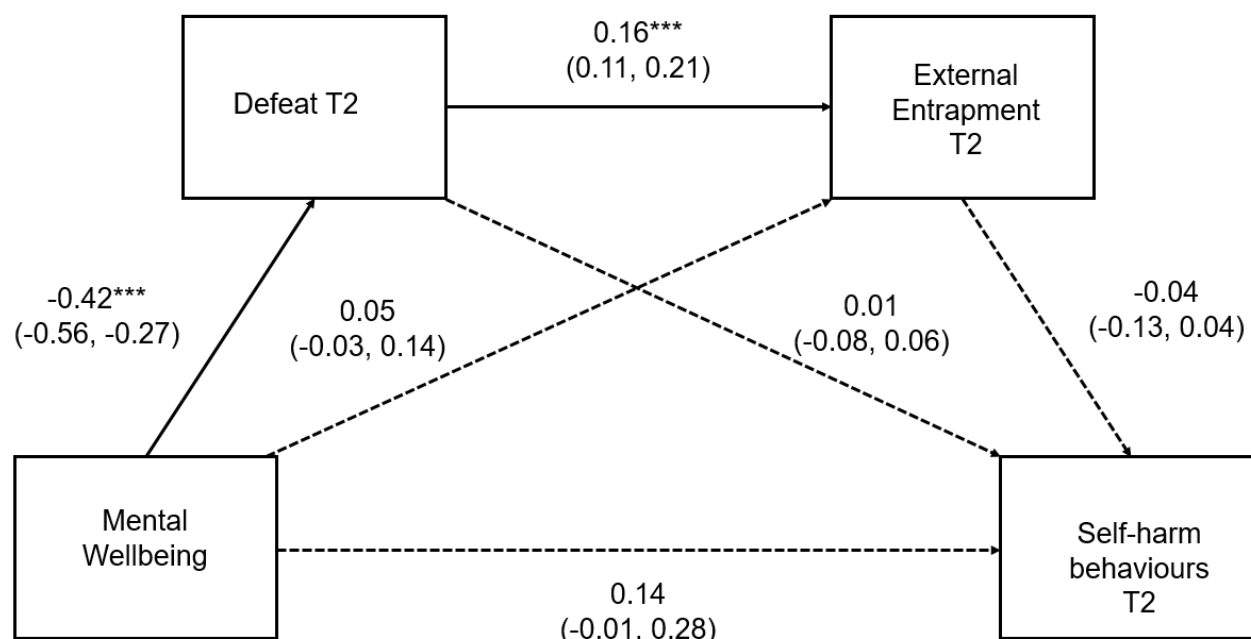 0.16***
(0.11, 0.21)
Defeat T2
External
Entrapment
T2
-0.42***
(-0.56, -0.27)
0.05
(-0.03, 0.14)
0.01
(-0.08, 0.06)
-0.04
(-0.13, 0.04)
Mental
Wellbeing
Self-harm
behaviours
T2
0.14
(-0.01, 0.28)